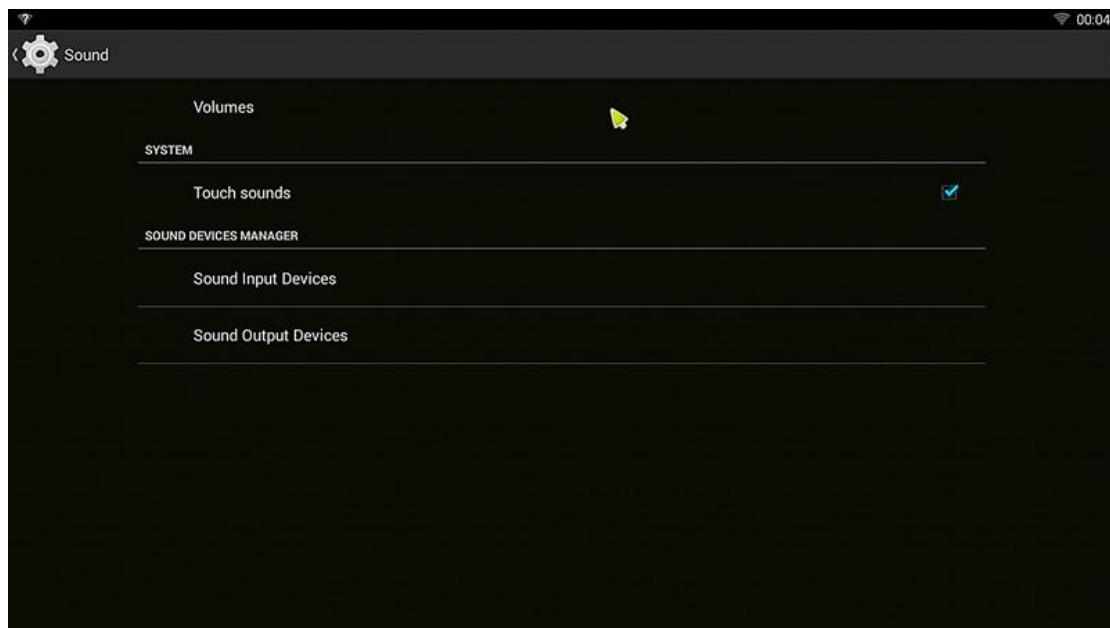 00:04
Sound
Volumes
SYSTEM
Touch sounds
SOUND DEVICES MANAGER
Sound Input Devices
Sound Output Devices